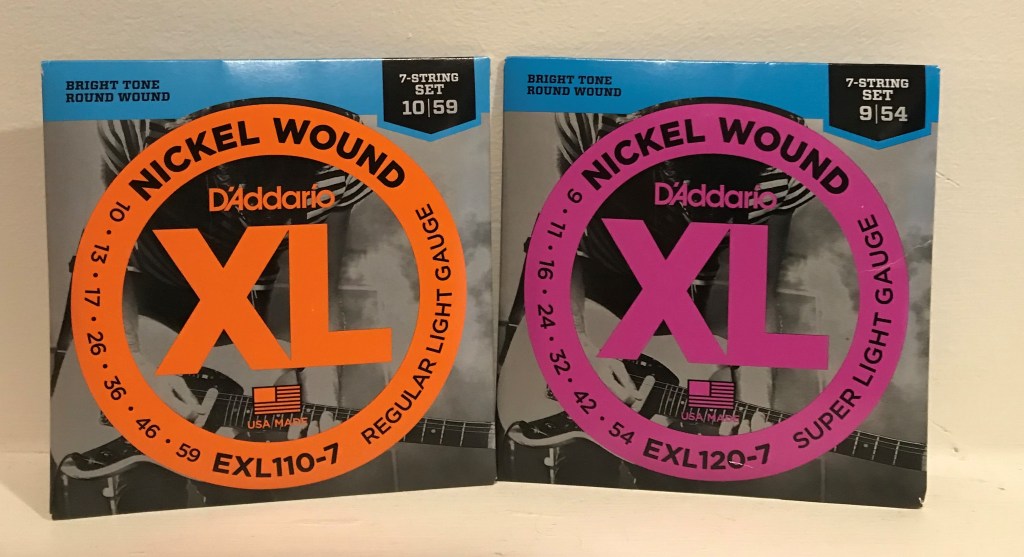 BRIGHT TONE
ROUND WOUND
7-STRING
SET
10|59
NICKEL WOUND
D'Addario
XL
10 • 13 • 17 • 26 • 36 • 46 • 59
REGULAR LIGHT GAUGE
USA MADE
EXL110-7
BRIGHT TONE
ROUND WOUND
7-STRING
SET
9|54
NICKEL WOUND
D'Addario
XL
9 • 11 • 16 • 24 • 32 • 42 • 54
SUPER LIGHT GAUGE
USA MADE
EXL120-7